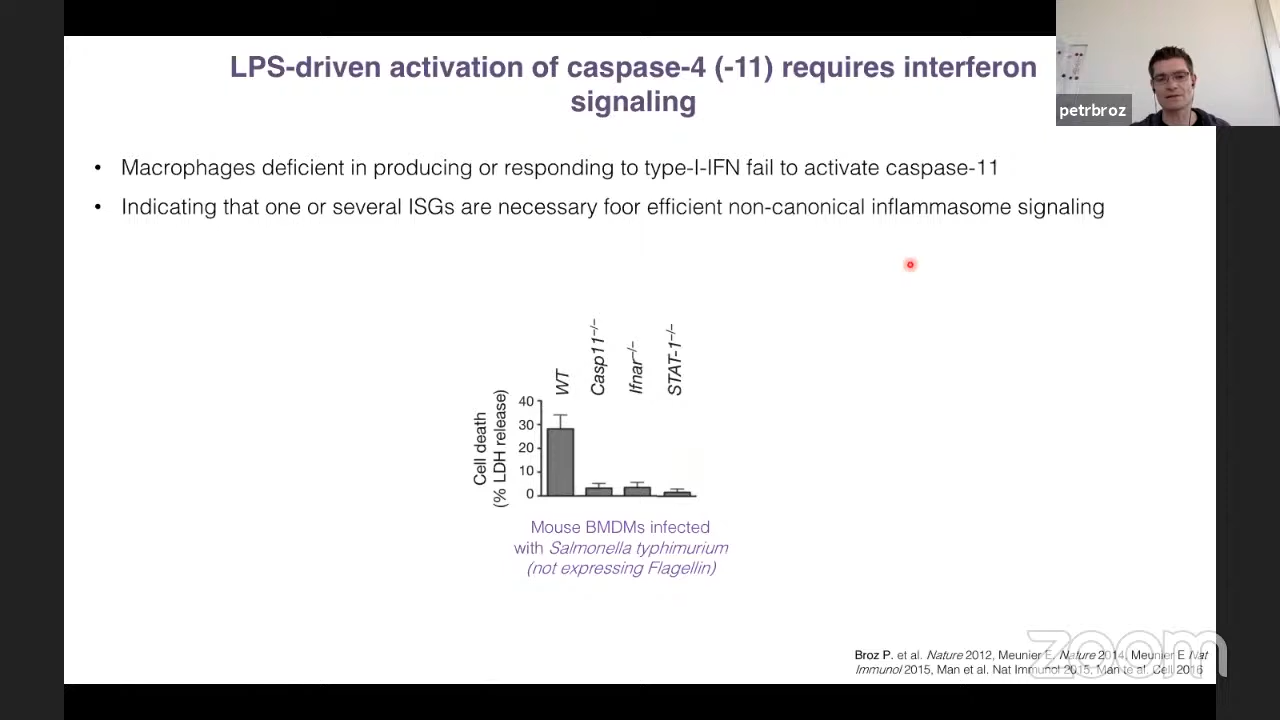 LPS-driven activation of caspase-4 (-11) requires interferon
signaling
petrbroz
• Macrophages deficient in producing or responding to type-I-IFN fail to activate caspase-11
• Indicating that one or several ISGs are necessary foor efficient non-canonical inflammasome signaling
WT
Casp11–/–
Ifnar–/–
STAT-1–/–
Cell death
(% LDH release)
40
30
20
10
0
Mouse BMDMs infected
with Salmonella typhimurium
(not expressing Flagellin)
Broz P. et al. Nature 2012, Meunier E. Nature 2014, Meunier E Nat
Immunol 2015, Man et al. Nat Immunol 2015, Man te al. Cell 2016
zoom